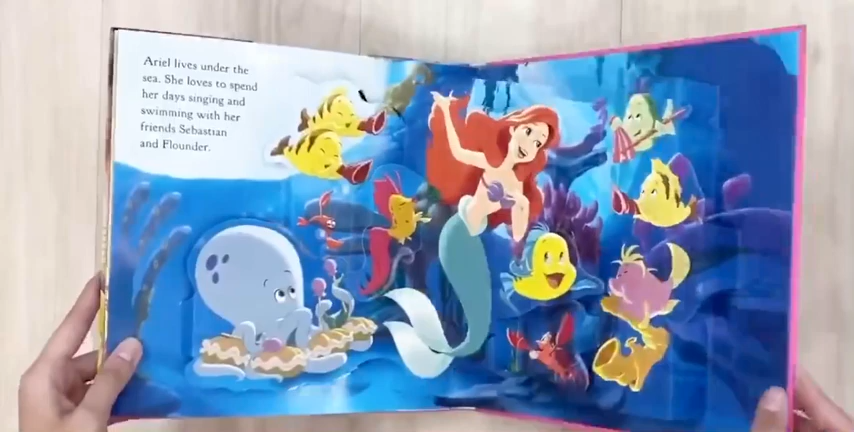 Ariel lives under the
sea. She loves to spend
her days singing and
swimming with her
friends Sebastian
and Flounder.